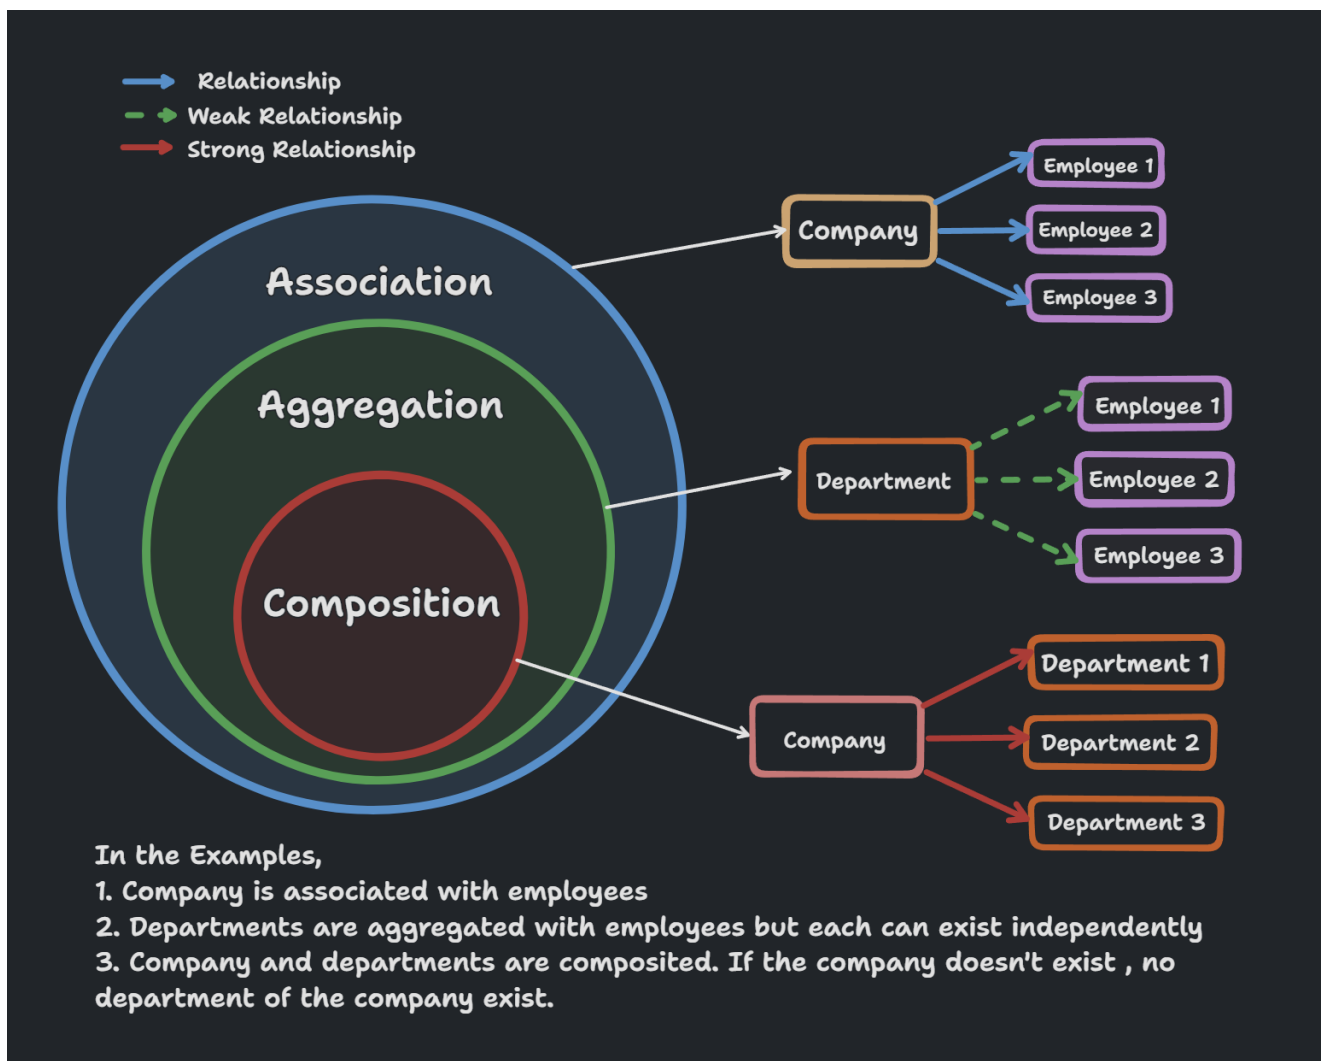 Relationship
Weak Relationship
Strong Relationship
Association
Aggregation
Composition
Company
Employee 1
Employee 2
Employee 3
Department
Employee 1
Employee 2
Employee 3
Company
Department 1
Department 2
Department 3
In the Examples,
1. Company is associated with employees
2. Departments are aggregated with employees but each can exist independently
3. Company and departments are composited. If the company doesn't exist , no
department of the company exist.